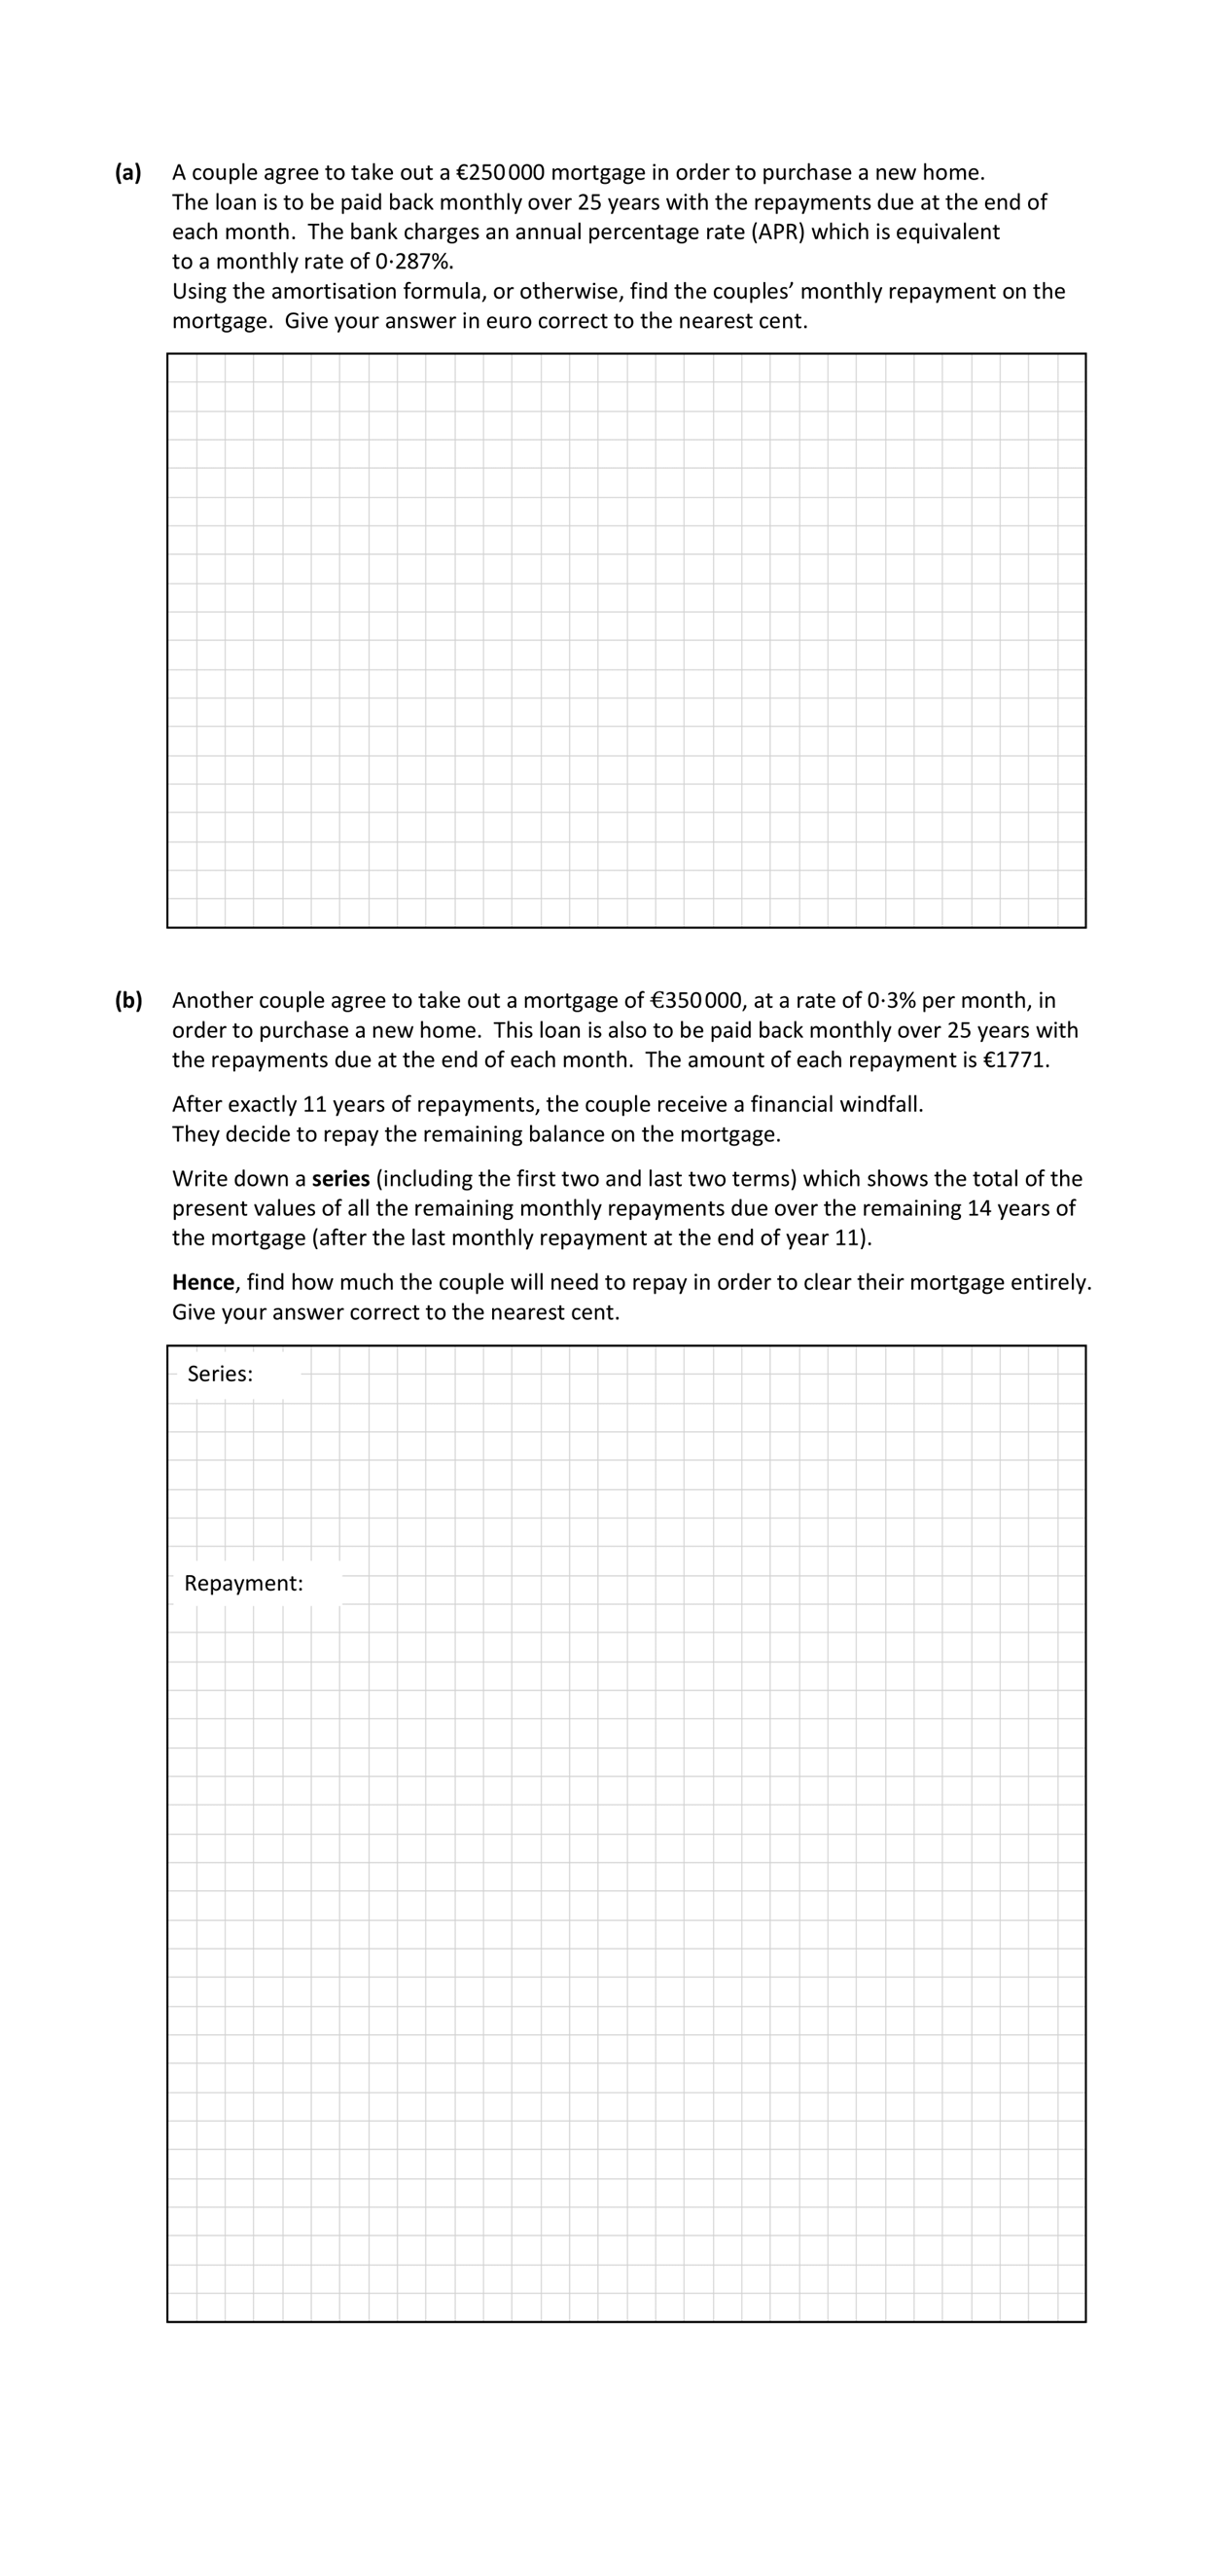 (a) A couple agree to take out a €250 000 mortgage in order to purchase a new home.
The loan is to be paid back monthly over 25 years with the repayments due at the end of
each month. The bank charges an annual percentage rate (APR) which is equivalent
to a monthly rate of 0·287%.
Using the amortisation formula, or otherwise, find the couples’ monthly repayment on the
mortgage. Give your answer in euro correct to the nearest cent.
(b) Another couple agree to take out a mortgage of €350 000, at a rate of 0·3% per month, in
order to purchase a new home. This loan is also to be paid back monthly over 25 years with
the repayments due at the end of each month. The amount of each repayment is €1771.
After exactly 11 years of repayments, the couple receive a financial windfall.
They decide to repay the remaining balance on the mortgage.
Write down a series (including the first two and last two terms) which shows the total of the
present values of all the remaining monthly repayments due over the remaining 14 years of
the mortgage (after the last monthly repayment at the end of year 11).
Hence, find how much the couple will need to repay in order to clear their mortgage entirely.
Give your answer correct to the nearest cent.
Series:
Repayment: